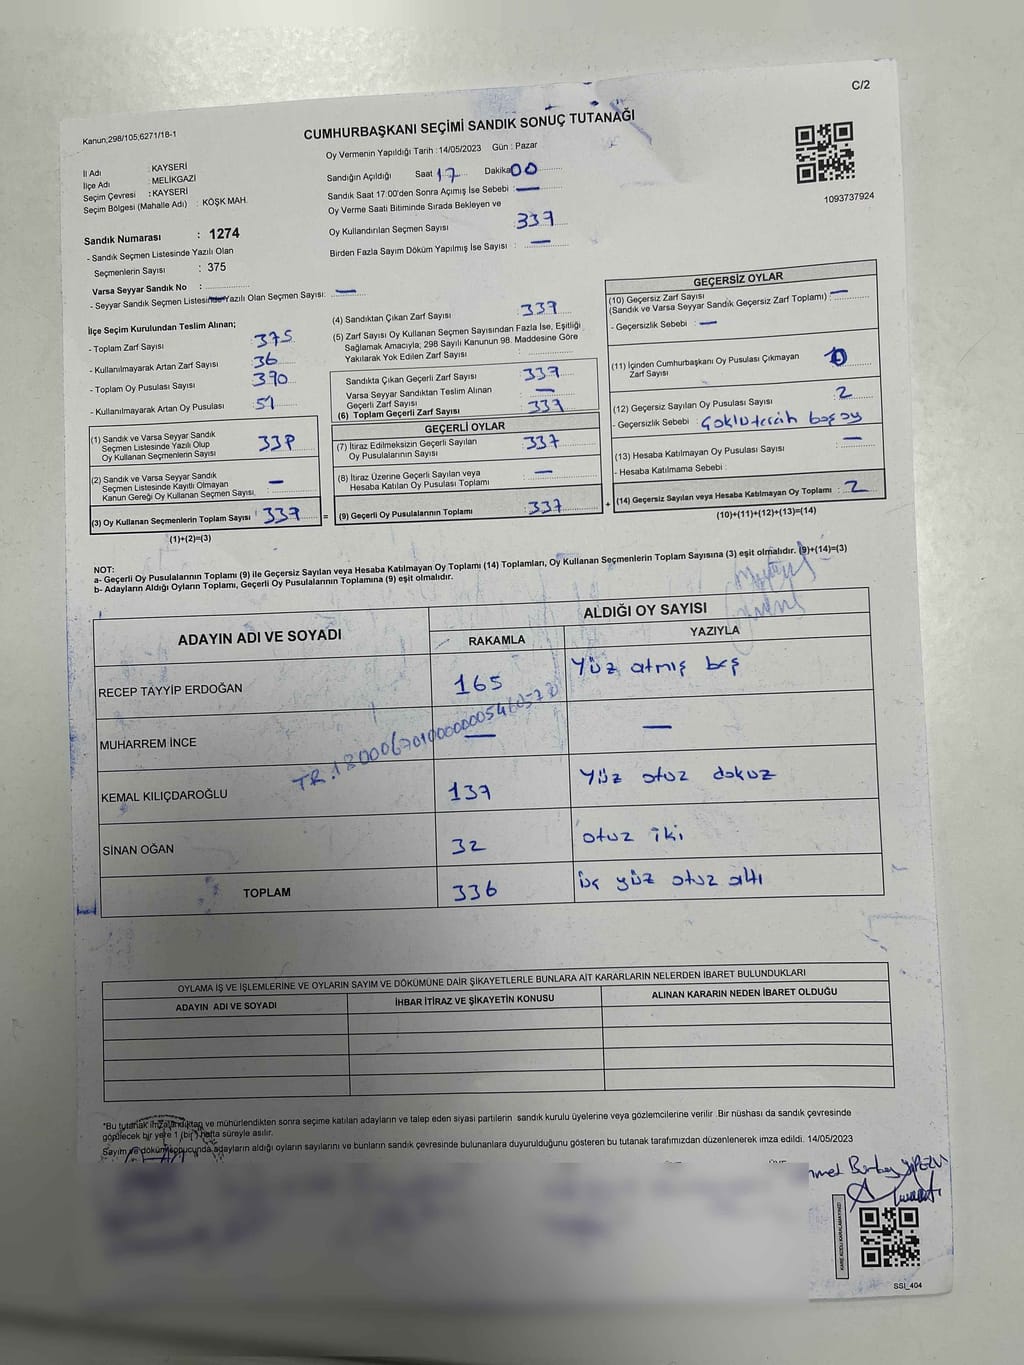 C/2
Kanun,298/105,6271/18-1
CUMHURBAŞKANI SEÇİMİ SANDIK SONUÇ TUTANAĞI
Oy Vermenin Yapıldığı Tarih : 14/05/2023 Gün : Pazar
İl Adı : KAYSERİ
İlçe Adı : MELİKGAZİ
Seçim Çevresi : KAYSERİ
Seçim Bölgesi (Mahalle Adı) : KÖŞK MAH.
Sandığın Açıldığı Saat 17 Dakika 00
Sandık Saat 17:00'den Sonra Açımış İse Sebebi : —
Oy Verme Saati Bitiminde Sırada Bekleyen ve
Oy Kullandırılan Seçmen Sayısı 337
Birden Fazla Sayım Döküm Yapılmış İse Sayısı : —
1093737924
Sandık Numarası : 1274
- Sandık Seçmen Listesinde Yazılı Olan
Seçmenlerin Sayısı : 375
Varsa Seyyar Sandık No :
- Seyyar Sandık Seçmen Listesinde Yazılı Olan Seçmen Sayısı: —
İlçe Seçim Kurulundan Teslim Alınan;
- Toplam Zarf Sayısı : 375
- Kullanılmayarak Artan Zarf Sayısı : 36
- Toplam Oy Pusulası Sayısı : 390
- Kullanılmayarak Artan Oy Pusulası : 51
(1) Sandık ve Varsa Seyyar Sandık
Seçmen Listesinde Yazılı Olup
Oy Kullanan Seçmenlerin Sayısı
(2) Sandık ve Varsa Seyyar Sandık
Seçmen Listesinde Kayıtlı Olmayan
Kanun Gereği Oy Kullanan Seçmen Sayısı, —
(3) Oy Kullanan Seçmenlerin Toplam Sayısı : 337 =
(1)+(2)=(3)
(4) Sandıktan Çıkan Zarf Sayısı : 337
(5) Zarf Sayısı Oy Kullanan Seçmen Sayısından Fazla İse, Eşitliği
Sağlamak Amacıyla; 298 Sayılı Kanunun 98. Maddesine Göre
Yakılarak Yok Edilen Zarf Sayısı :
Sandıkta Çıkan Geçerli Zarf Sayısı : 337
Varsa Seyyar Sandıktan Teslim Alınan
Geçerli Zarf Sayısı —
(6) Toplam Geçerli Zarf Sayısı : 337
GEÇERLİ OYLAR
(7) İtiraz Edilmeksizin Geçerli Sayılan
Oy Pusulalarının Sayısı : 337
(8) İtiraz Üzerine Geçerli Sayılan veya
Hesaba Katılan Oy Pusulası Toplamı —
(9) Geçerli Oy Pusulalarının Toplamı : 337 +
GEÇERSİZ OYLAR
(10) Geçersiz Zarf Sayısı —
(Sandık ve Varsa Seyyar Sandık Geçersiz Zarf Toplamı) :
- Geçersizlik Sebebi : —
(11) İçinden Cumhurbaşkanı Oy Pusulası Çıkmayan
Zarf Sayısı 0
(12) Geçersiz Sayılan Oy Pusulası Sayısı : 2
- Geçersizlik Sebebi : Çoklu tercih boş oy
(13) Hesaba Katılmayan Oy Pusulası Sayısı —
- Hesaba Katılmama Sebebi :
(14) Geçersiz Sayılan veya Hesaba Katılmayan Oy Toplamı : 2
(10)+(11)+(12)+(13)=(14)
NOT:
a- Geçerli Oy Pusulalarının Toplamı (9) ile Geçersiz Sayılan veya Hesaba Katılmayan Oy Toplamı (14) Toplamları, Oy Kullanan Seçmenlerin Toplam Sayısına (3) eşit olmalıdır. (9)+(14)=(3)
b- Adayların Aldığı Oyların Toplamı, Geçerli Oy Pusulalarının Toplamına (9) eşit olmalıdır.
ADAYIN ADI VE SOYADI ALDIĞI OY SAYISI
RAKAMLA YAZIYLA
RECEP TAYYİP ERDOĞAN 165 Yüz atmış beş
MUHARREM İNCE — —
KEMAL KILIÇDAROĞLU 139 Yüz otuz dokuz
SİNAN OĞAN 32 otuz iki
TOPLAM 336 üç yüz otuz altı
OYLAMA İŞ VE İŞLEMLERİNE VE OYLARIN SAYIM VE DÖKÜMÜNE DAİR ŞİKAYETLERLE BUNLARA AİT KARARLARIN NELERDEN İBARET BULUNDUKLARI
ADAYIN ADI VE SOYADI İHBAR İTİRAZ VE ŞİKAYETİN KONUSU ALINAN KARARIN NEDEN İBARET OLDUĞU
*Bu tutanak imzalandıktan ve mühürlendikten sonra seçime katılan adayların ve talep eden siyasi partilerin sandık kurulu üyelerine veya gözlemcilerine verilir .Bir nüshası da sandık çevresinde
görülecek bir yere 1 (bir) hafta süreyle asılır.
Sayım ve döküm sonucunda adayların aldığı oyların sayılarını ve bunların sandık çevresinde bulunanlara duyurulduğunu gösteren bu tutanak tarafımızdan düzenlenerek imza edildi. 14/05/2023
KARE KODU KARALAMAYINIZ!
SSİ_404